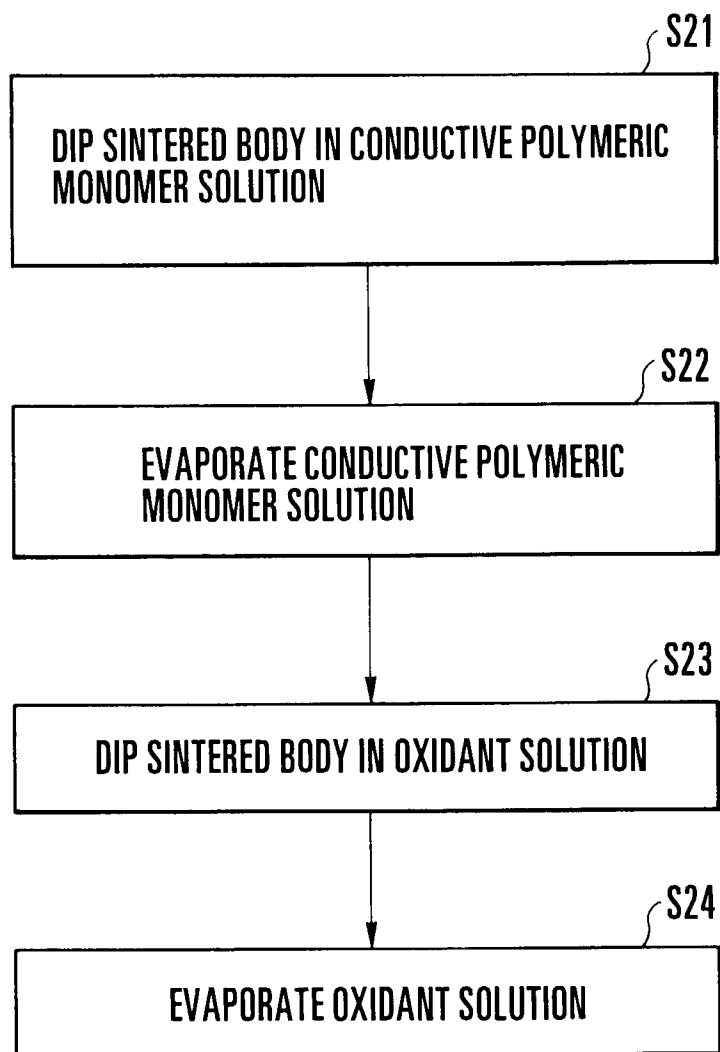 S21
DIP SINTERED BODY IN CONDUCTIVE POLYMERIC
MONOMER SOLUTION
S22
EVAPORATE CONDUCTIVE POLYMERIC
MONOMER SOLUTION
S23
DIP SINTERED BODY IN OXIDANT SOLUTION
S24
EVAPORATE OXIDANT SOLUTION